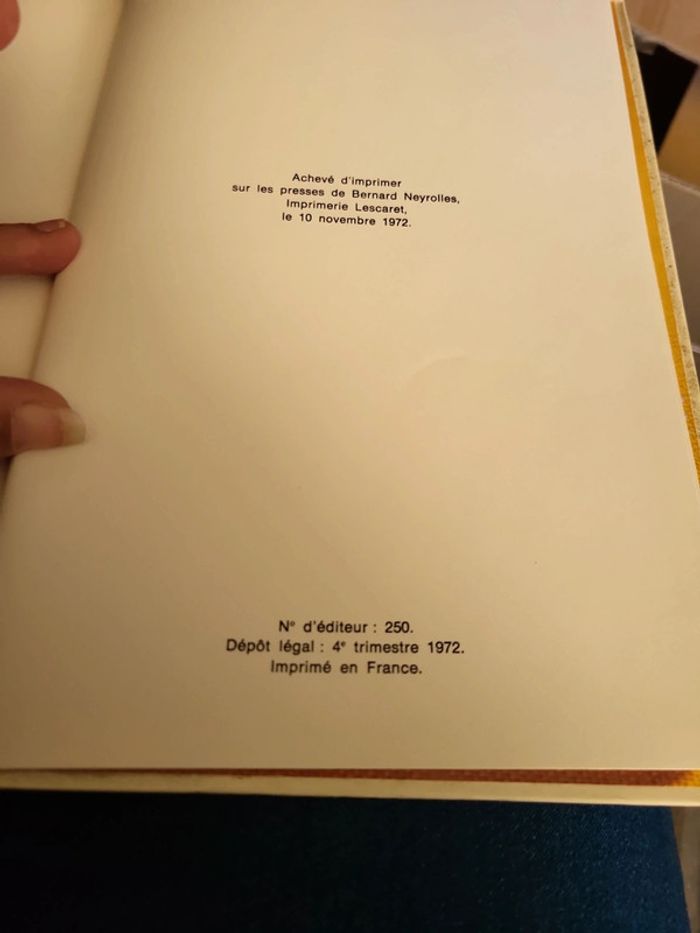 Achevé d'imprimer
sur les presses de Bernard Neyrolles,
Imprimerie Lescaret,
le 10 novembre 1972.
N° d'éditeur : 250.
Dépôt légal : 4e trimestre 1972.
Imprimé en France.